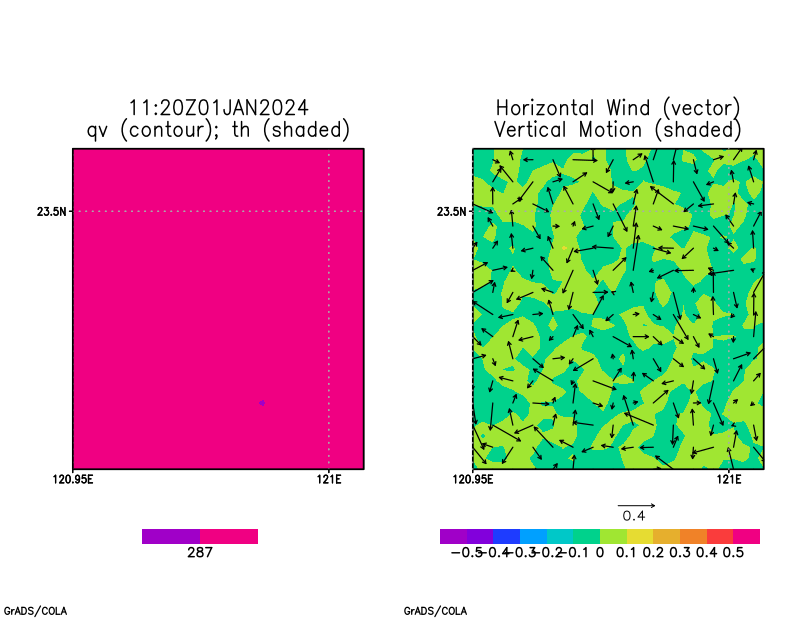 11:20Z01JAN2024
qv (contour); th (shaded)
23.5N
120.95E
121E
287
GrADS/COLA
Horizontal Wind (vector)
Vertical Motion (shaded)
23.5N
120.95E
121E
0.4
-0.5 -0.4 -0.3 -0.2 -0.1 0 0.1 0.2 0.3 0.4 0.5
GrADS/COLA